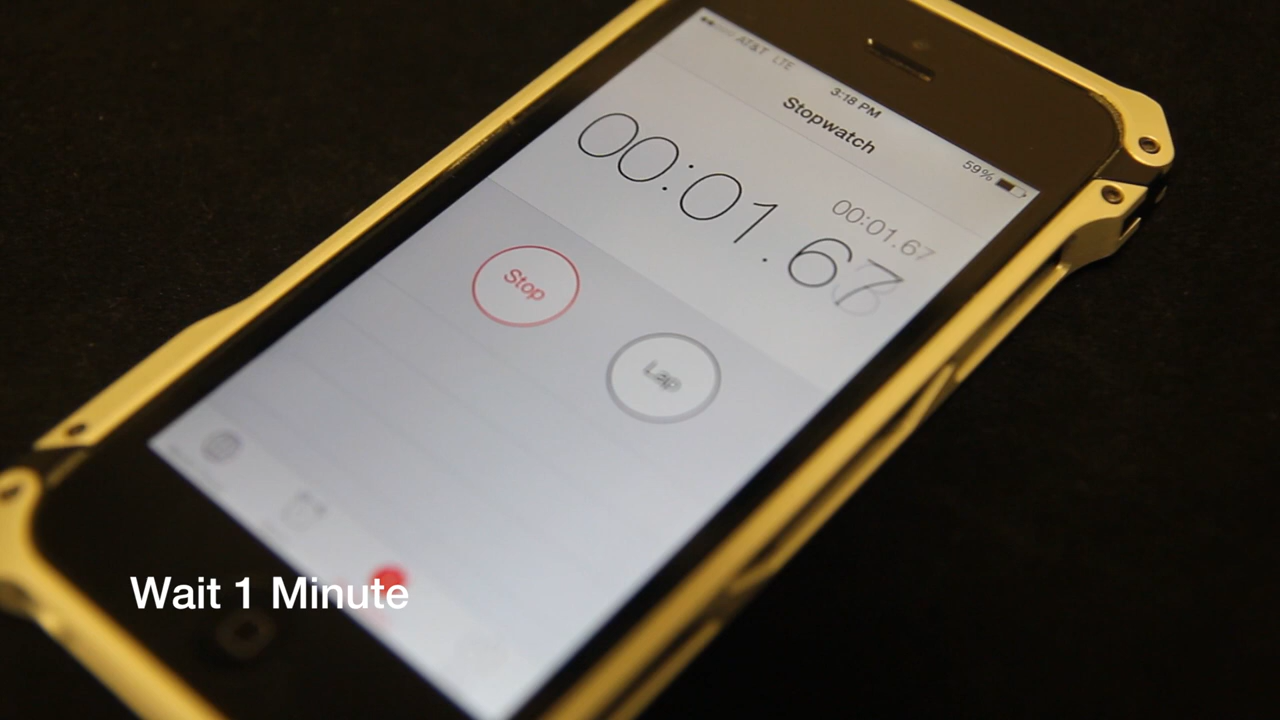 AT&T LTE
3:18 PM
59%
Stopwatch
00:01.67
00:01.67
Stop
Lap
Wait 1 Minute